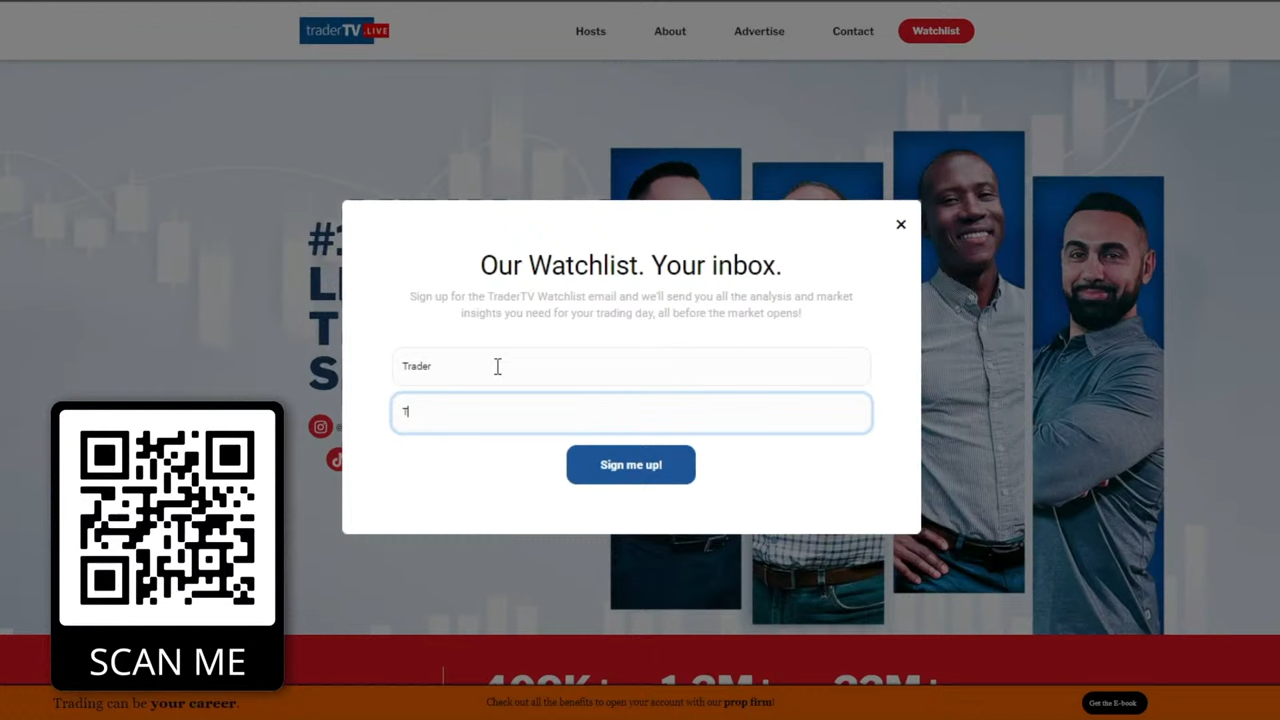 traderTV.LIVE
Hosts
About
Advertise
Contact
Watchlist
Our Watchlist. Your inbox.
Sign up for the TraderTV Watchlist email and we'll send you all the analysis and market
insights you need for your trading day, all before the market opens!
Trader
T
Sign me up!
SCAN ME
Trading can be your career.
Check out all the benefits to open your account with our prop firm!
Get the E-book